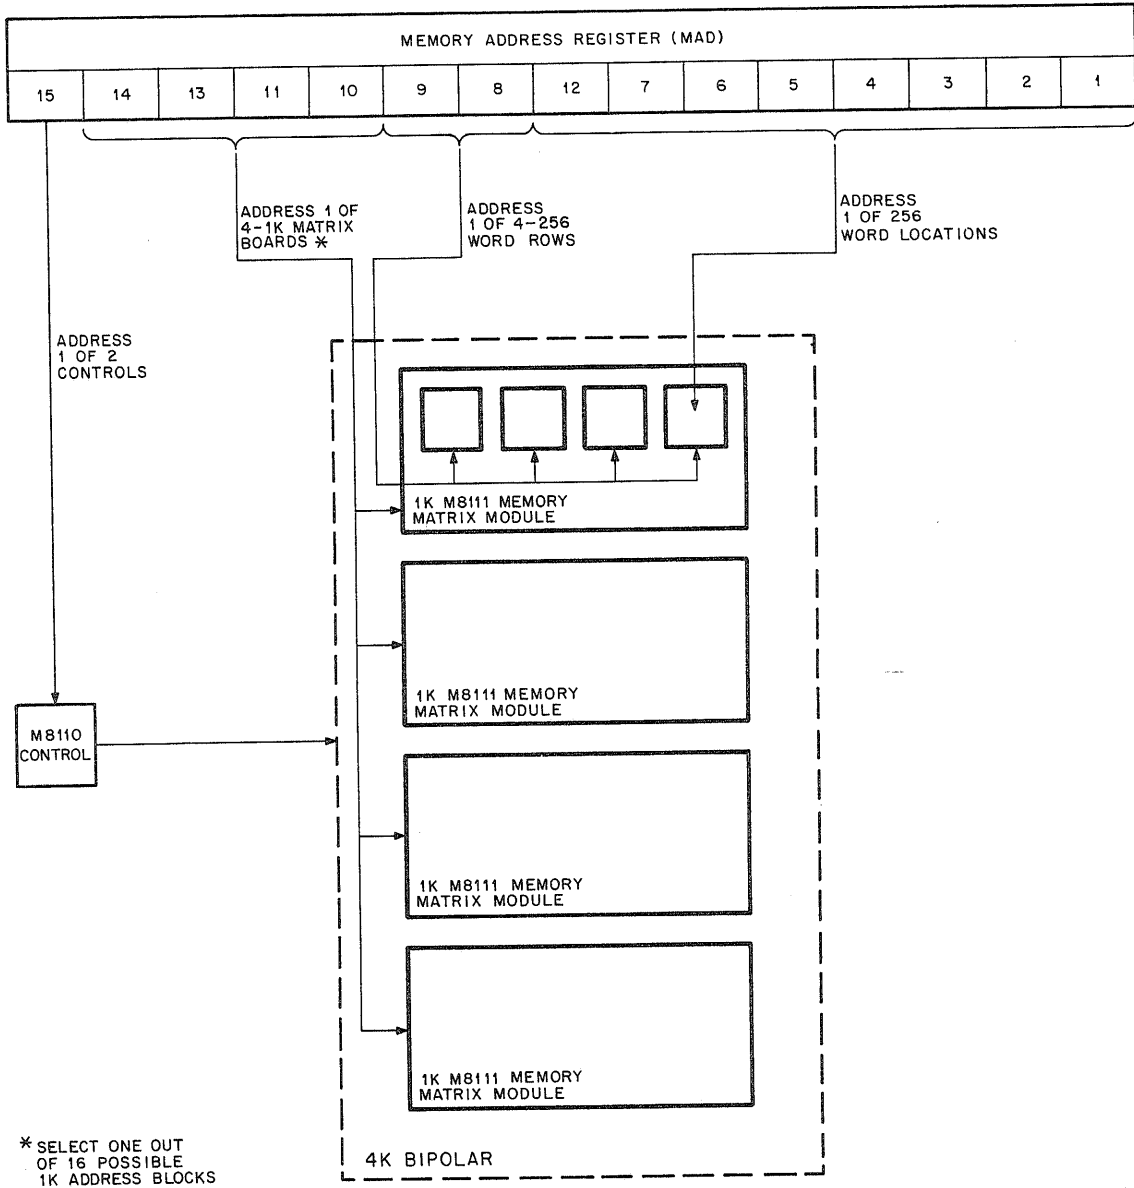 MEMORY ADDRESS REGISTER (MAD)
15 14 13 11 10 9 8 12 7 6 5 4 3 2 1
ADDRESS 1 OF
4-1K MATRIX
BOARDS *
ADDRESS
1 OF 4-256
WORD ROWS
ADDRESS
1 OF 256
WORD LOCATIONS
ADDRESS
1 OF 2
CONTROLS
1K M8111 MEMORY
MATRIX MODULE
1K M8111 MEMORY
MATRIX MODULE
M8110
CONTROL
1K M8111 MEMORY
MATRIX MODULE
1K M8111 MEMORY
MATRIX MODULE
* SELECT ONE OUT
OF 16 POSSIBLE
1K ADDRESS BLOCKS
4K BIPOLAR